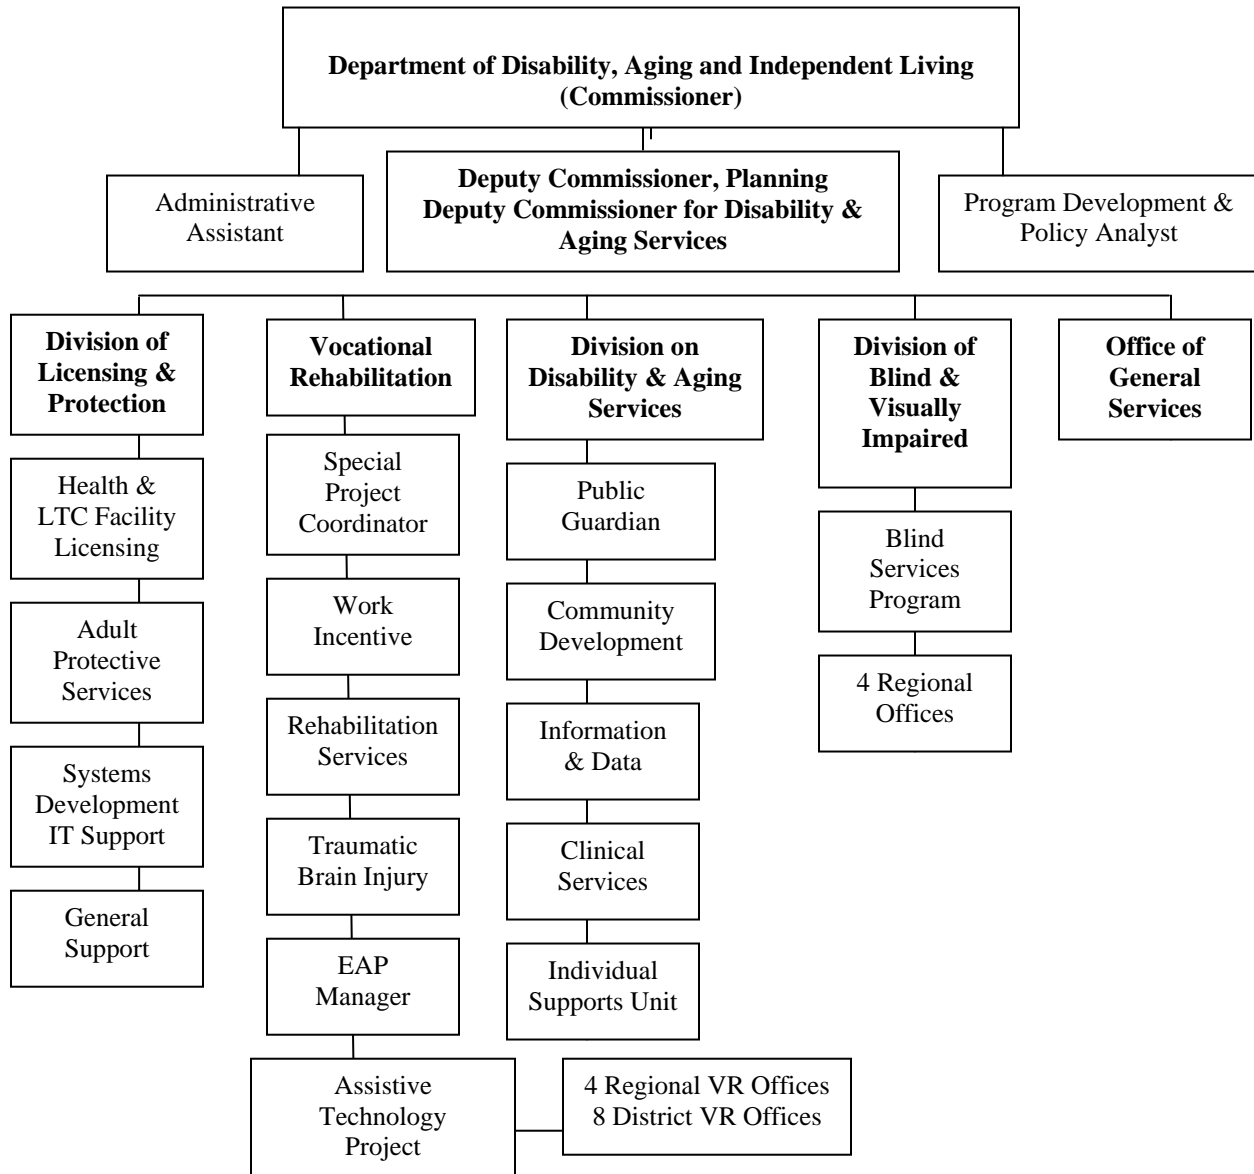 Department of Disability, Aging and Independent Living
(Commissioner)
Administrative
Assistant
Deputy Commissioner, Planning
Deputy Commissioner for Disability &
Aging Services
Program Development &
Policy Analyst
Division of
Licensing &
Protection
Health &
LTC Facility
Licensing
Adult
Protective
Services
Systems
Development
IT Support
General
Support
Vocational
Rehabilitation
Special
Project
Coordinator
Work
Incentive
Rehabilitation
Services
Traumatic
Brain Injury
EAP
Manager
Assistive
Technology
Project
4 Regional VR Offices
8 District VR Offices
Division on
Disability & Aging
Services
Public
Guardian
Community
Development
Information
& Data
Clinical
Services
Individual
Supports Unit
Division of
Blind &
Visually
Impaired
Blind
Services
Program
4 Regional
Offices
Office of
General
Services